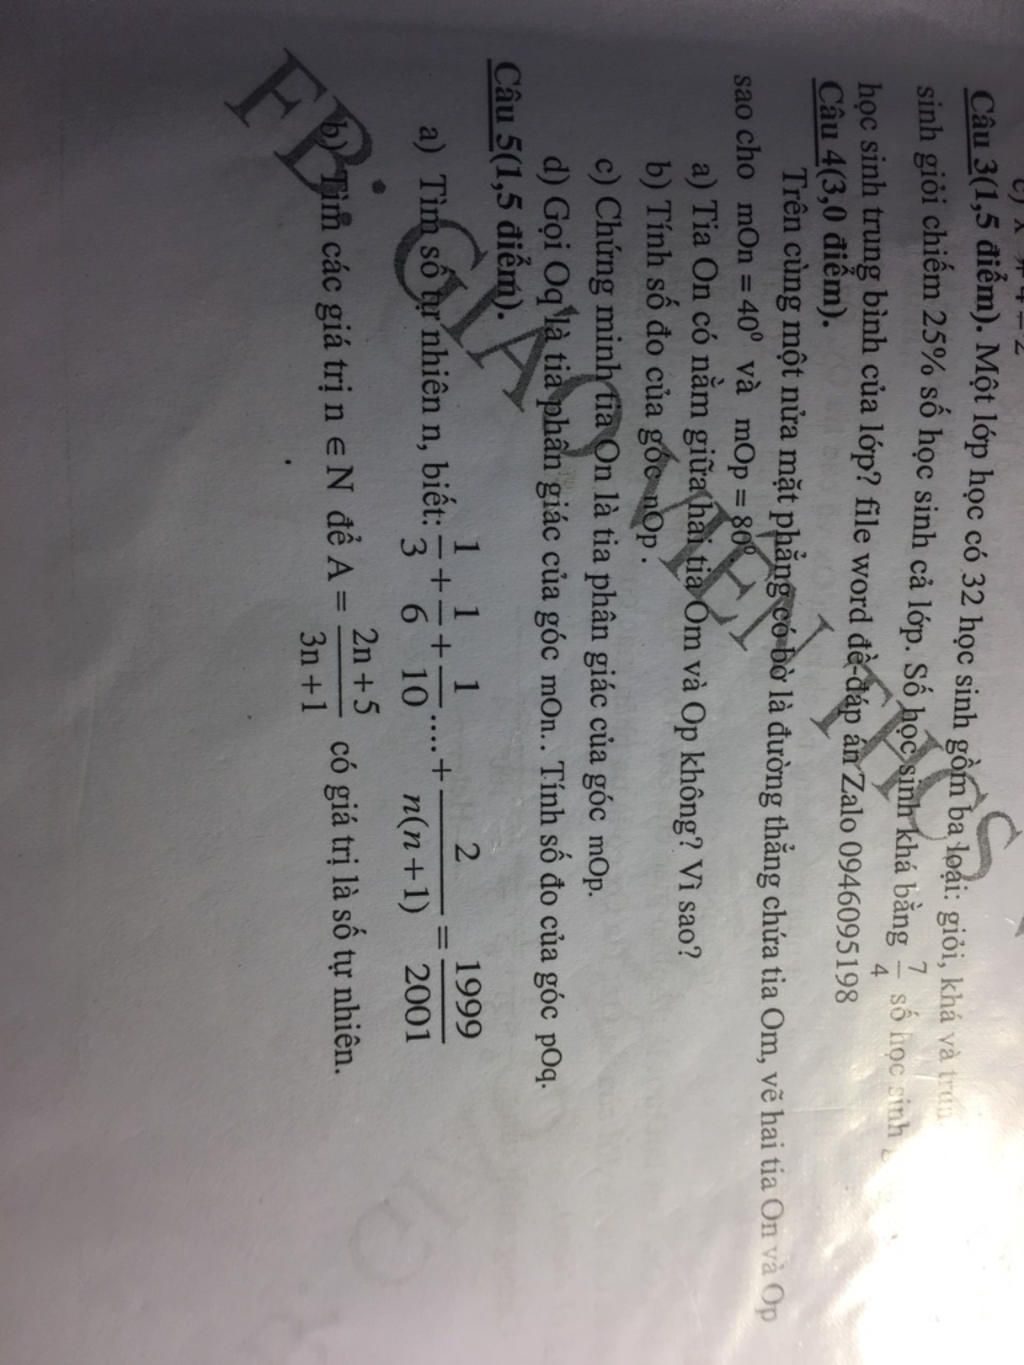 c) x
Câu 3(1,5 điểm). Một lớp học có 32 học sinh gồm ba loại: giỏi, khá và
sinh giỏi chiếm 25% số học sinh cả lớp. Số học sinh khá bằng 7/4 số học sinh
học sinh trung bình của lớp? file word đề-đáp án Zalo 0946095198
Câu 4(3,0 điểm).
Trên cùng một nửa mặt phẳng có bờ là đường thẳng chứa tia Om, vẽ hai tia On và Op
sao cho mOn = 40⁰ và mOp = 80⁰.
a) Tia On có nằm giữa hai tia Om và Op không? Vì sao?
b) Tính số đo của góc nOp .
c) Chứng minh tia On là tia phân giác của góc mOp.
d) Gọi Oq là tia phân giác của góc mOn. . Tính số đo của góc pOq.
Câu 5(1,5 điểm).
a) Tìm số tự nhiên n, biết: 1/3 + 1/6 + 1/10 .... + 2/n(n+1) = 1999/2001
b) Tìm các giá trị n ∈ N để A = 2n+5/3n+1 có giá trị là số tự nhiên.
FB: GIAO VIÊN THCS